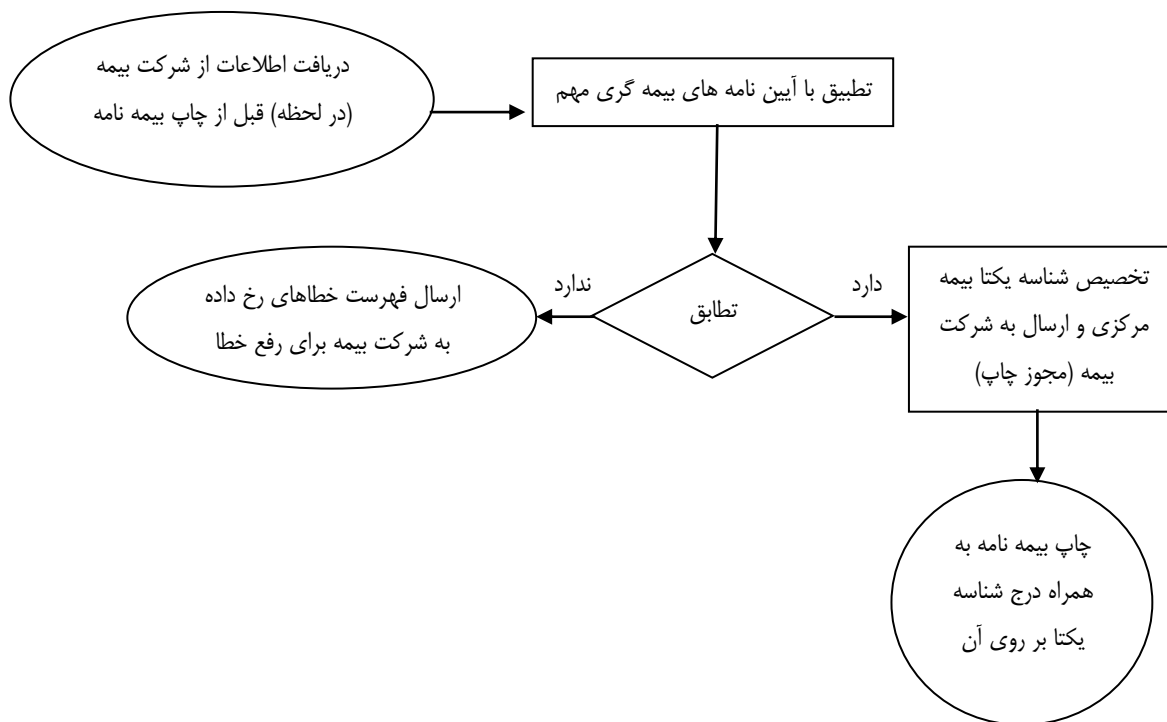 دریافت اطلاعات از شرکت بیمه
(در لحظه) قبل از چاپ بیمه نامه
تطبیق با آیین نامه های بیمه گری مهم
تطابق
دارد
ندارد
تخصیص شناسه یکتا بیمه
مرکزی و ارسال به شرکت
بیمه (مجوز چاپ)
ارسال فهرست خطاهای رخ داده
به شرکت بیمه برای رفع خطا
چاپ بیمه نامه به
همراه درج شناسه
یکتا بر روی آن